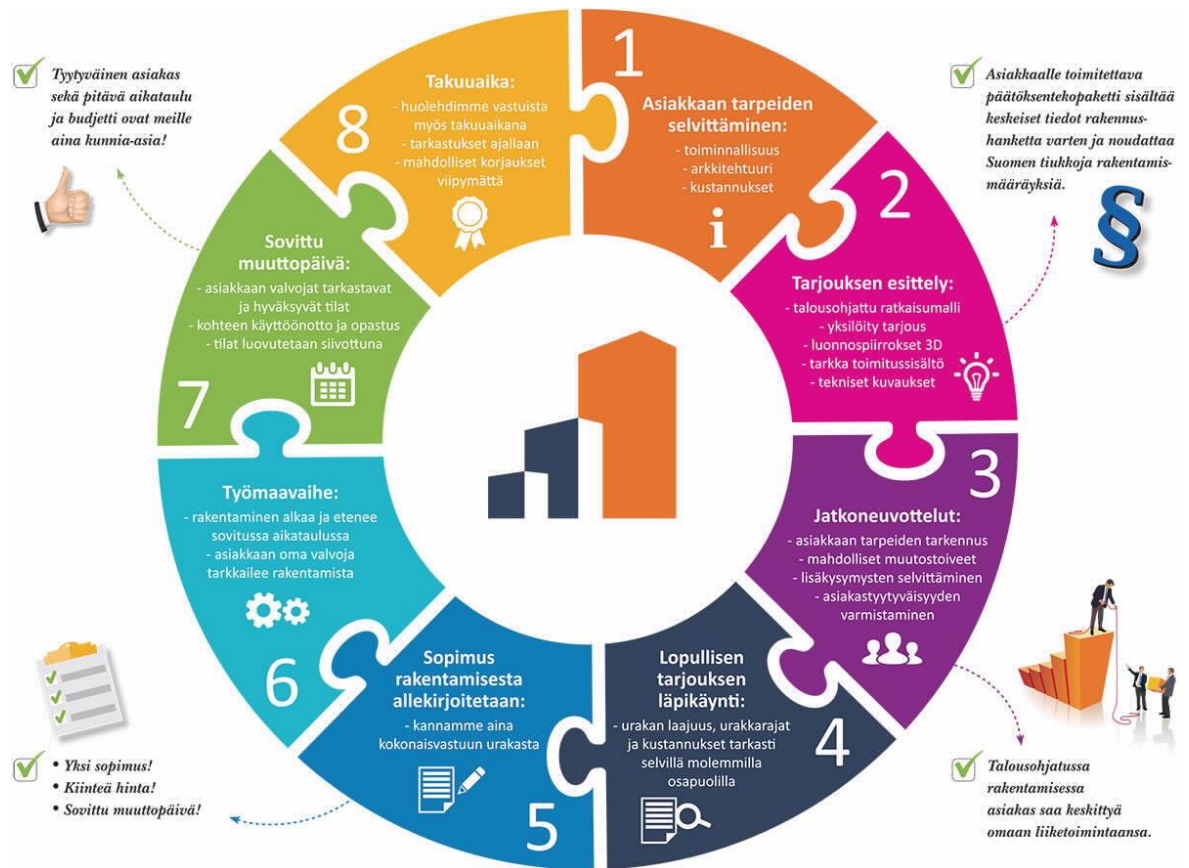 1
Asiakkaan tarpeiden
selvittäminen:
- toiminnallisuus
- arkkitehtuuri
- kustannukset
i
2
Tarjouksen esittely:
- talousohjattu ratkaisumalli
- yksilöity tarjous
- luonnospiirrokset 3D
- tarkka toimitussisältö
- tekniset kuvaukset
Asiakkaalle toimitettava
päätöksentekopaketti sisältää
keskeiset tiedot rakennus-
hanketta varten ja noudattaa
Suomen tiukkoja rakentamis-
määräyksiä.
§
3
Jatkoneuvottelut:
- asiakkaan tarpeiden tarkennus
- mahdolliset muutostoiveet
- lisäkysymysten selvittäminen
- asiakastyytyväisyyden
varmistaminen
Talousohjatussa
rakentamisessa
asiakas saa keskittyä
omaan liiketoimintaansa.
4
Lopullisen
tarjouksen
läpikäynti:
- urakan laajuus, urakkarajat
ja kustannukset tarkasti
selvillä molemmilla
osapuolilla
5
Sopimus
rakentamisesta
allekirjoitetaan:
- kannamme aina
kokonaisvastuun urakasta
• Yksi sopimus!
• Kiinteä hinta!
• Sovittu muuttopäivä!
6
Työmaavaihe:
- rakentaminen alkaa ja etenee
sovitussa aikataulussa
- asiakkaan oma valvoja
tarkkailee rakentamista
7
Sovittu
muuttopäivä:
- asiakkaan valvojat tarkastavat
ja hyväksyvät tilat
- kohteen käyttöönotto ja opastus
- tilat luovutetaan siivottuna
Tyytyväinen asiakas
sekä pitävä aikataulu
ja budjetti ovat meille
aina kunnia-asia!
8
Takuuaika:
- huolehdimme vastuista
myös takuuaikana
- tarkastukset ajallaan
- mahdolliset korjaukset
viipymättä